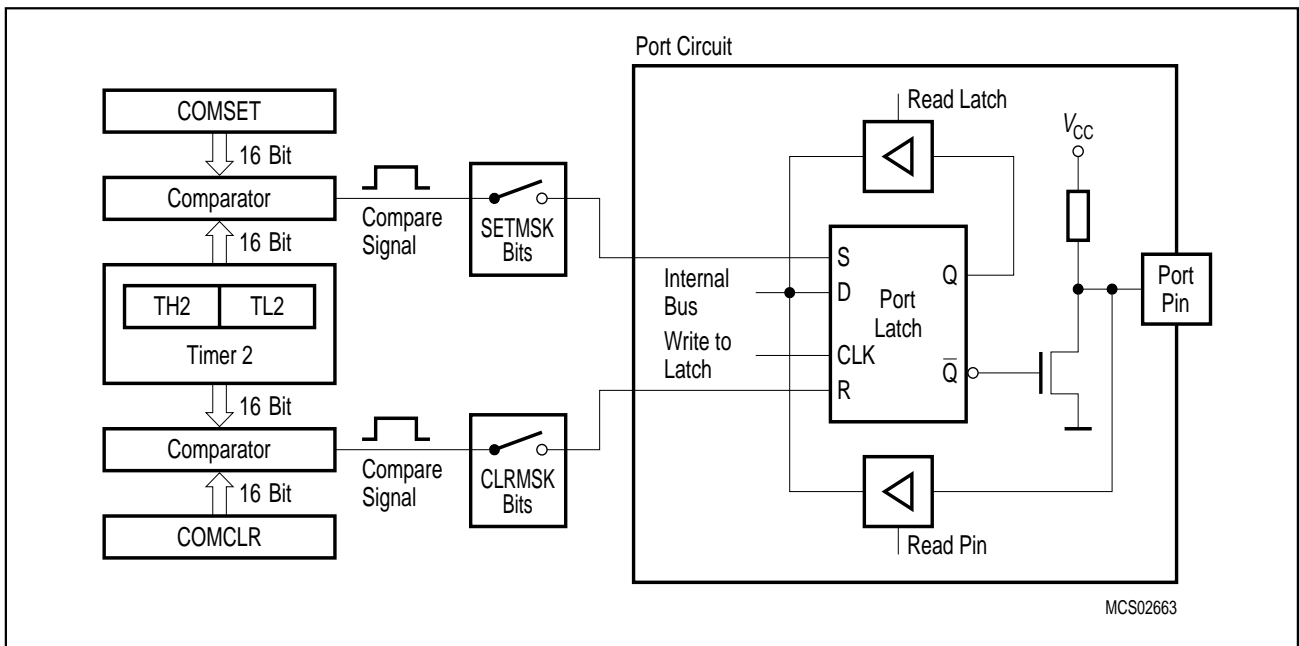 Port Circuit
COMSET
16 Bit
Comparator
16 Bit
Compare
Signal
SETMSK
Bits
TH2
TL2
Timer 2
16 Bit
Comparator
16 Bit
COMCLR
Compare
Signal
CLRMSK
Bits
Read Latch
VCC
Internal
Bus
Write to
Latch
S
D
CLK
R
Port
Latch
Q
Q̅
Port
Pin
Read Pin
MCS02663